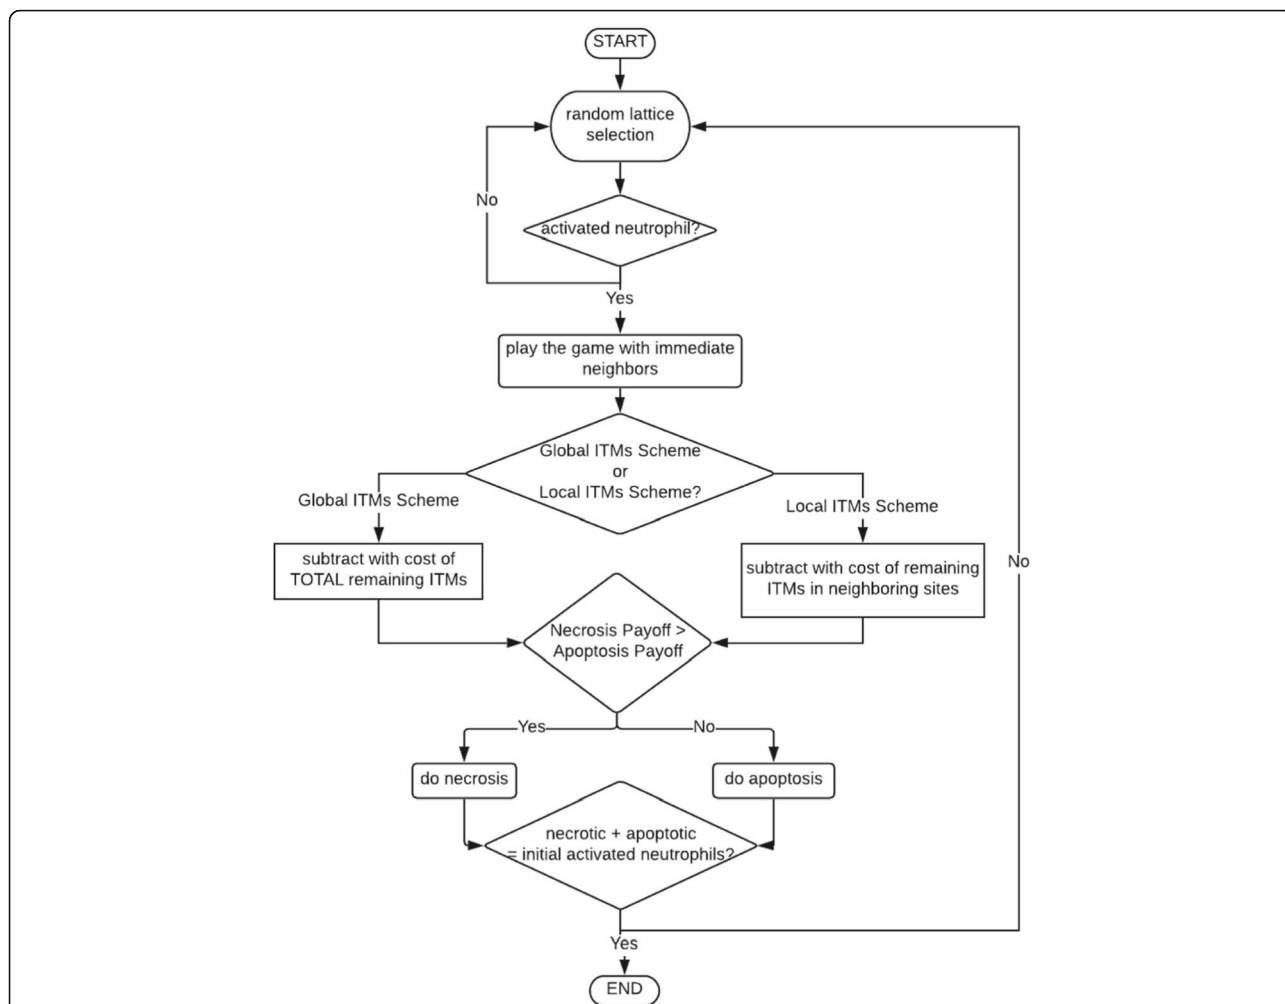 START
random lattice
selection
No
activated neutrophil?
Yes
play the game with immediate
neighbors
Global ITMs Scheme
or
Local ITMs Scheme?
Global ITMs Scheme
Local ITMs Scheme
subtract with cost of
TOTAL remaining ITMs
subtract with cost of remaining
ITMs in neighboring sites
No
Necrosis Payoff >
Apoptosis Payoff
Yes
No
do necrosis
do apoptosis
necrotic + apoptotic
= initial activated neutrophils?
Yes
END